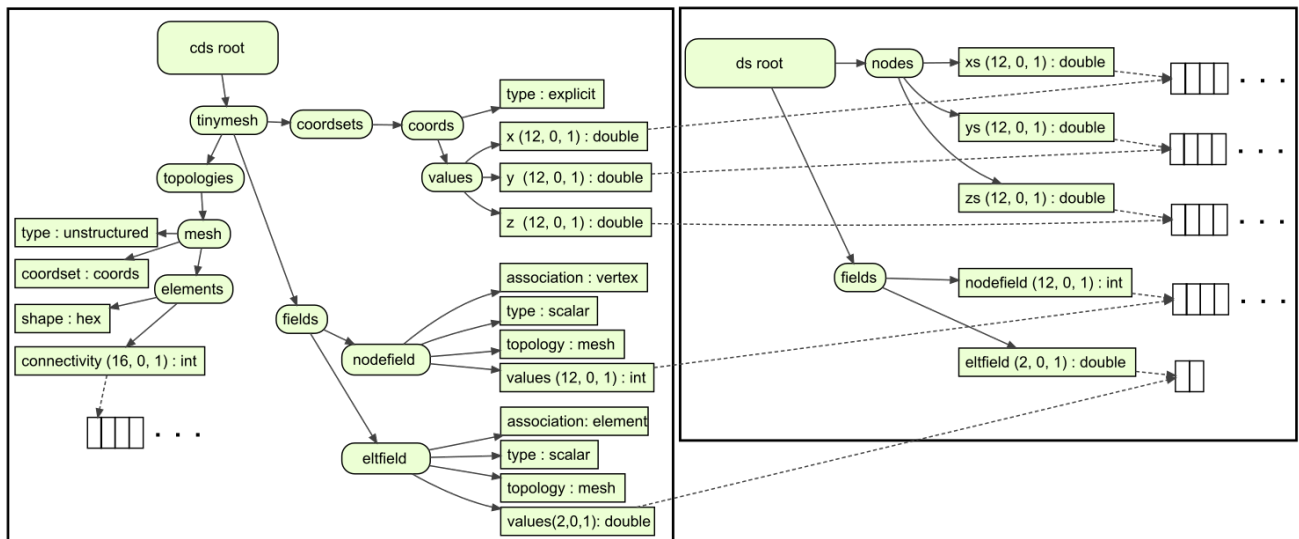 cds root
tinymesh
coordsets
coords
type : explicit
x (12, 0, 1) : double
values
y (12, 0, 1) : double
z (12, 0, 1) : double
topologies
type : unstructured
mesh
coordset : coords
elements
shape : hex
connectivity (16, 0, 1) : int
. . .
fields
association : vertex
type : scalar
nodefield
topology : mesh
values (12, 0, 1) : int
association: element
eltfield
type : scalar
topology : mesh
values(2,0,1): double
ds root
nodes
xs (12, 0, 1) : double
. . .
ys (12, 0, 1) : double
. . .
zs (12, 0, 1) : double
. . .
fields
nodefield (12, 0, 1) : int
. . .
eltfield (2, 0, 1) : double